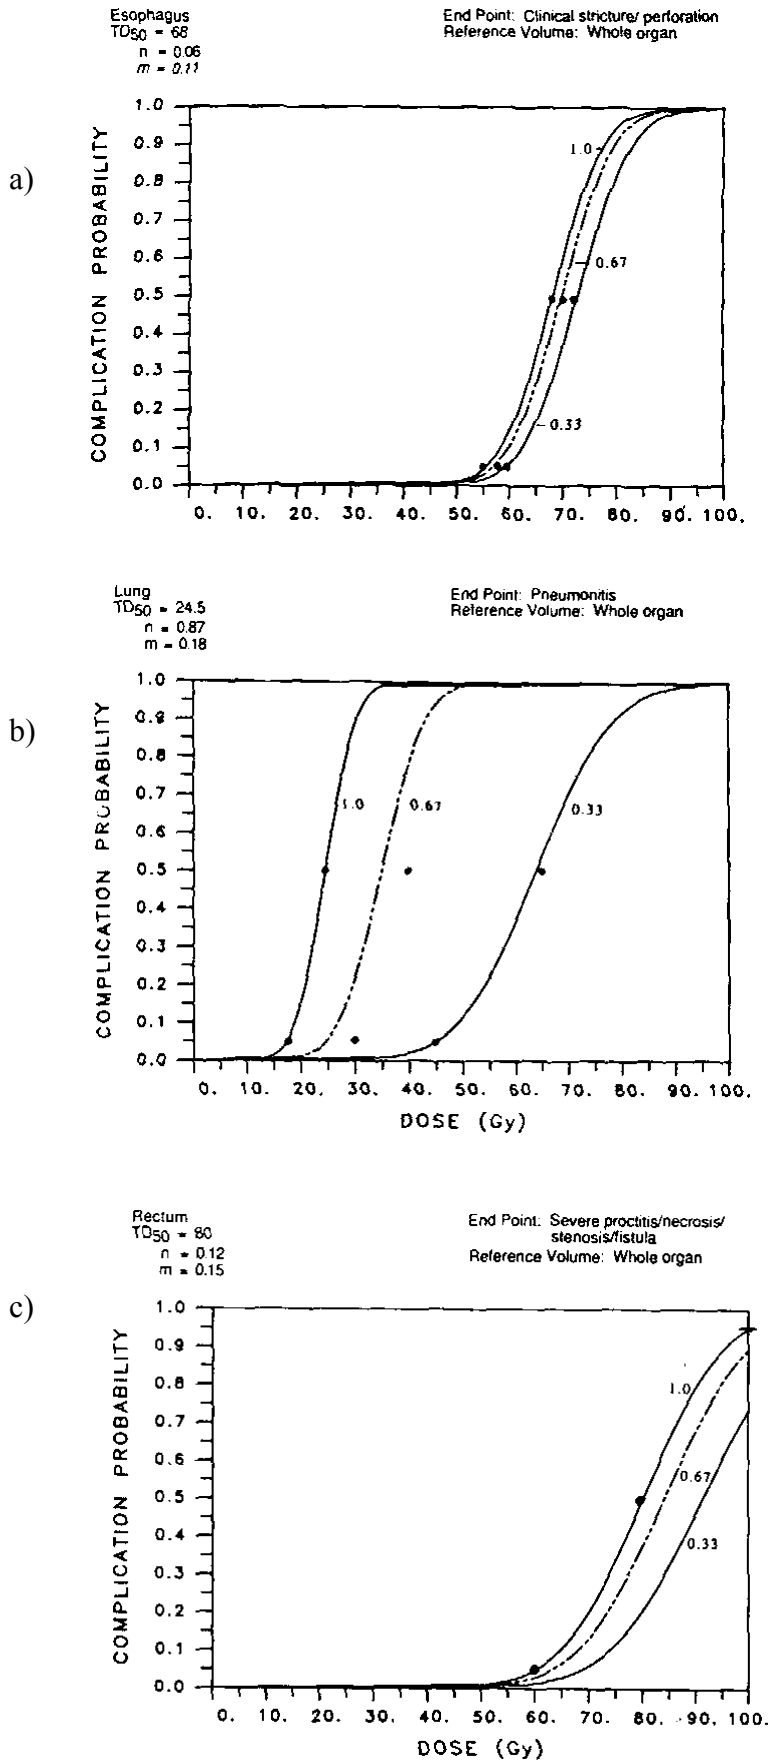 Esophagus
TD50 = 68
n = 0.06
m = 0.11
End Point: Clinical stricture/ perforation
Reference Volume: Whole organ
a)
COMPLICATION PROBABILITY
1.0
0.9
0.8
0.7
0.6
0.5
0.4
0.3
0.2
0.1
0.0
1.0
0.67
0.33
0. 10. 20. 30. 40. 50. 60. 70. 80. 90. 100.
Lung
TD50 = 24.5
n = 0.87
m = 0.18
End Point: Pneumonitis
Reference Volume: Whole organ
b)
COMPLICATION PROBABILITY
1.0
0.9
0.8
0.7
0.6
0.5
0.4
0.3
0.2
0.1
0.0
1.0
0.67
0.33
0. 10. 20. 30. 40. 50. 60. 70. 80. 90. 100.
DOSE (Gy)
Rectum
TD50 = 80
n = 0.12
m = 0.15
End Point: Severe proctitis/necrosis/
stenosis/fistula
Reference Volume: Whole organ
c)
COMPLICATION PROBABILITY
1.0
0.9
0.8
0.7
0.6
0.5
0.4
0.3
0.2
0.1
0.0
1.0
0.67
0.33
0. 10. 20. 30. 40. 50. 60. 70. 80. 90. 100.
DOSE (Gy)